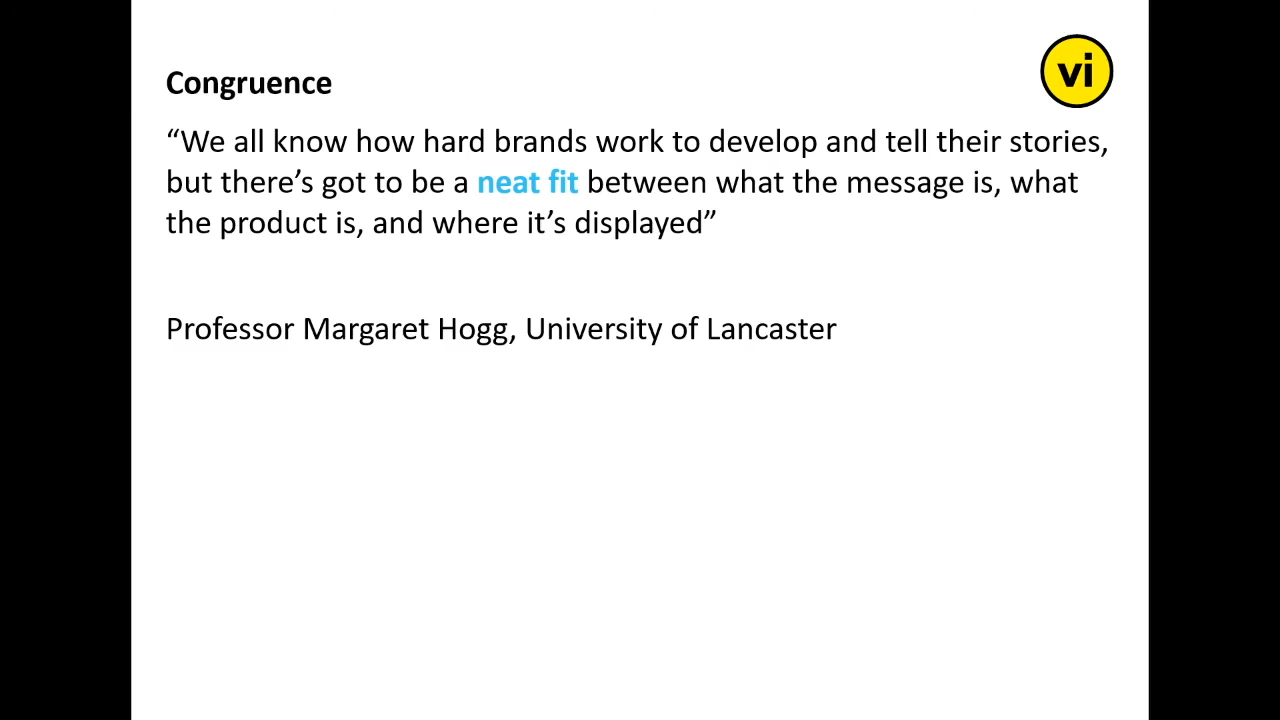 vi
Congruence
“We all know how hard brands work to develop and tell their stories,
but there’s got to be a neat fit between what the message is, what
the product is, and where it’s displayed”
Professor Margaret Hogg, University of Lancaster